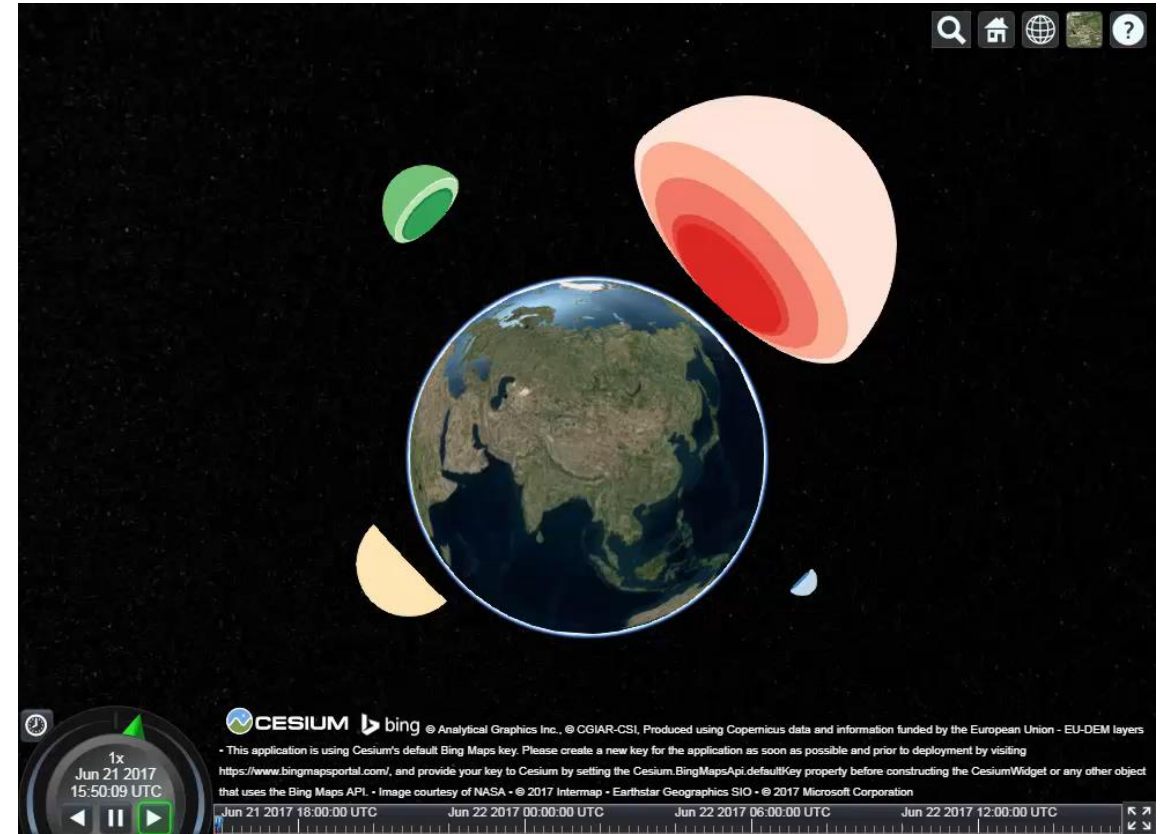 ?
CESIUM bing © Analytical Graphics Inc., © CGIAR-CSI, Produced using Copernicus data and information funded by the European Union - EU-DEM layers
• This application is using Cesium's default Bing Maps key. Please create a new key for the application as soon as possible and prior to deployment by visiting
https://www.bingmapsportal.com/, and provide your key to Cesium by setting the Cesium.BingMapsApi.defaultKey property before constructing the CesiumWidget or any other object
that uses the Bing Maps API. • Image courtesy of NASA • © 2017 Intermap • Earthstar Geographics SIO • © 2017 Microsoft Corporation
1x
Jun 21 2017
15:50:09 UTC
Jun 21 2017 18:00:00 UTC Jun 22 2017 00:00:00 UTC Jun 22 2017 06:00:00 UTC Jun 22 2017 12:00:00 UTC